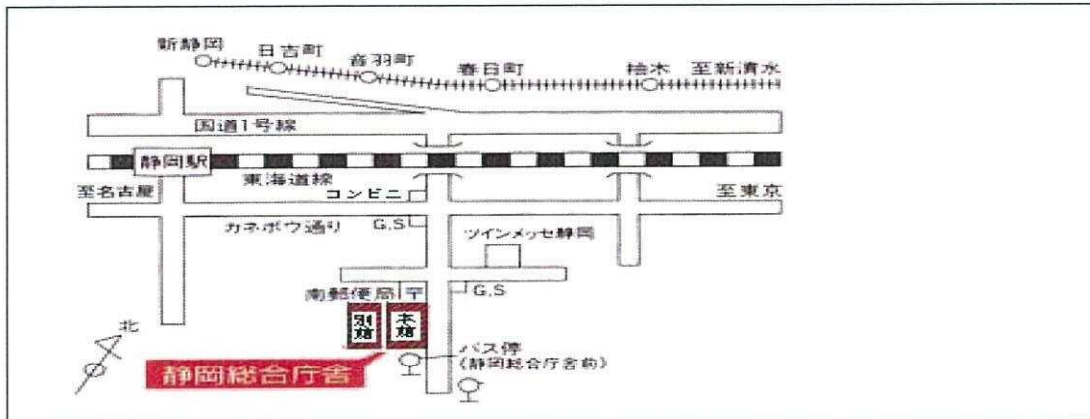 新静岡
日吉町
音羽町
春日町
柚木
至新清水
国道1号線
静岡駅
東海道線
至名古屋
コンビニ
至東京
カネボウ通り
G,S
ツインメッセ静岡
南郵便局
〒
G,S
別館
本館
北
バス停
(静岡総合庁舎前)
静岡総合庁舎